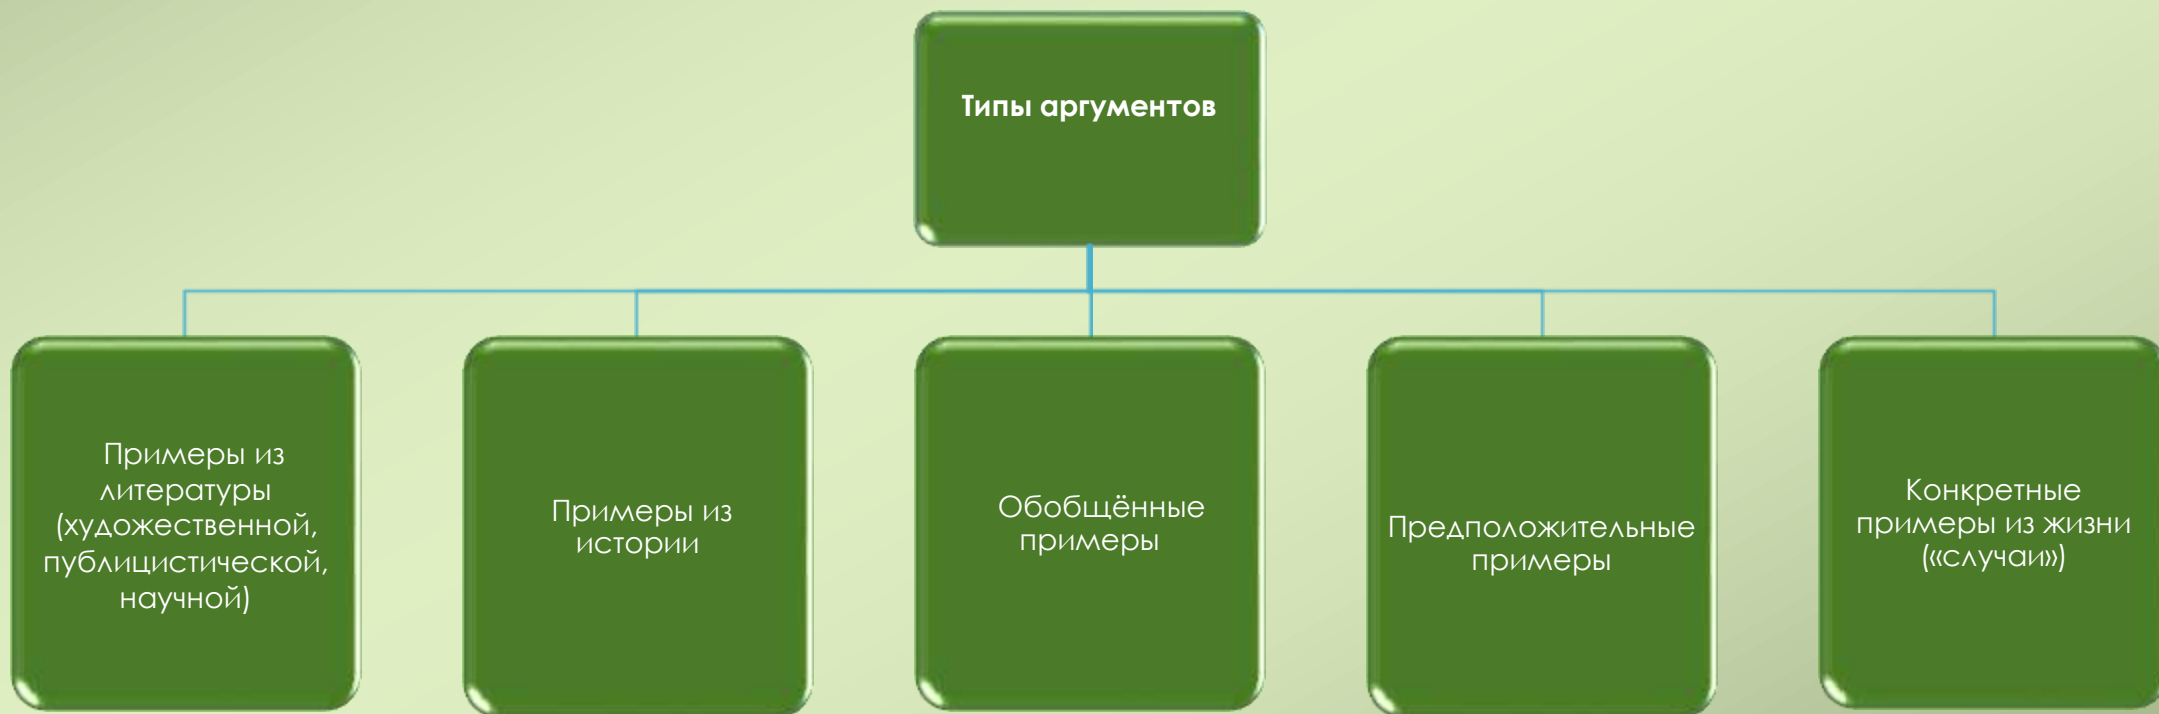 Типы аргументов
Примеры из
литературы
(художественной,
публицистической,
научной)
Примеры из
истории
Обобщённые
примеры
Предположительные
примеры
Конкретные
примеры из жизни
(«случаи»)